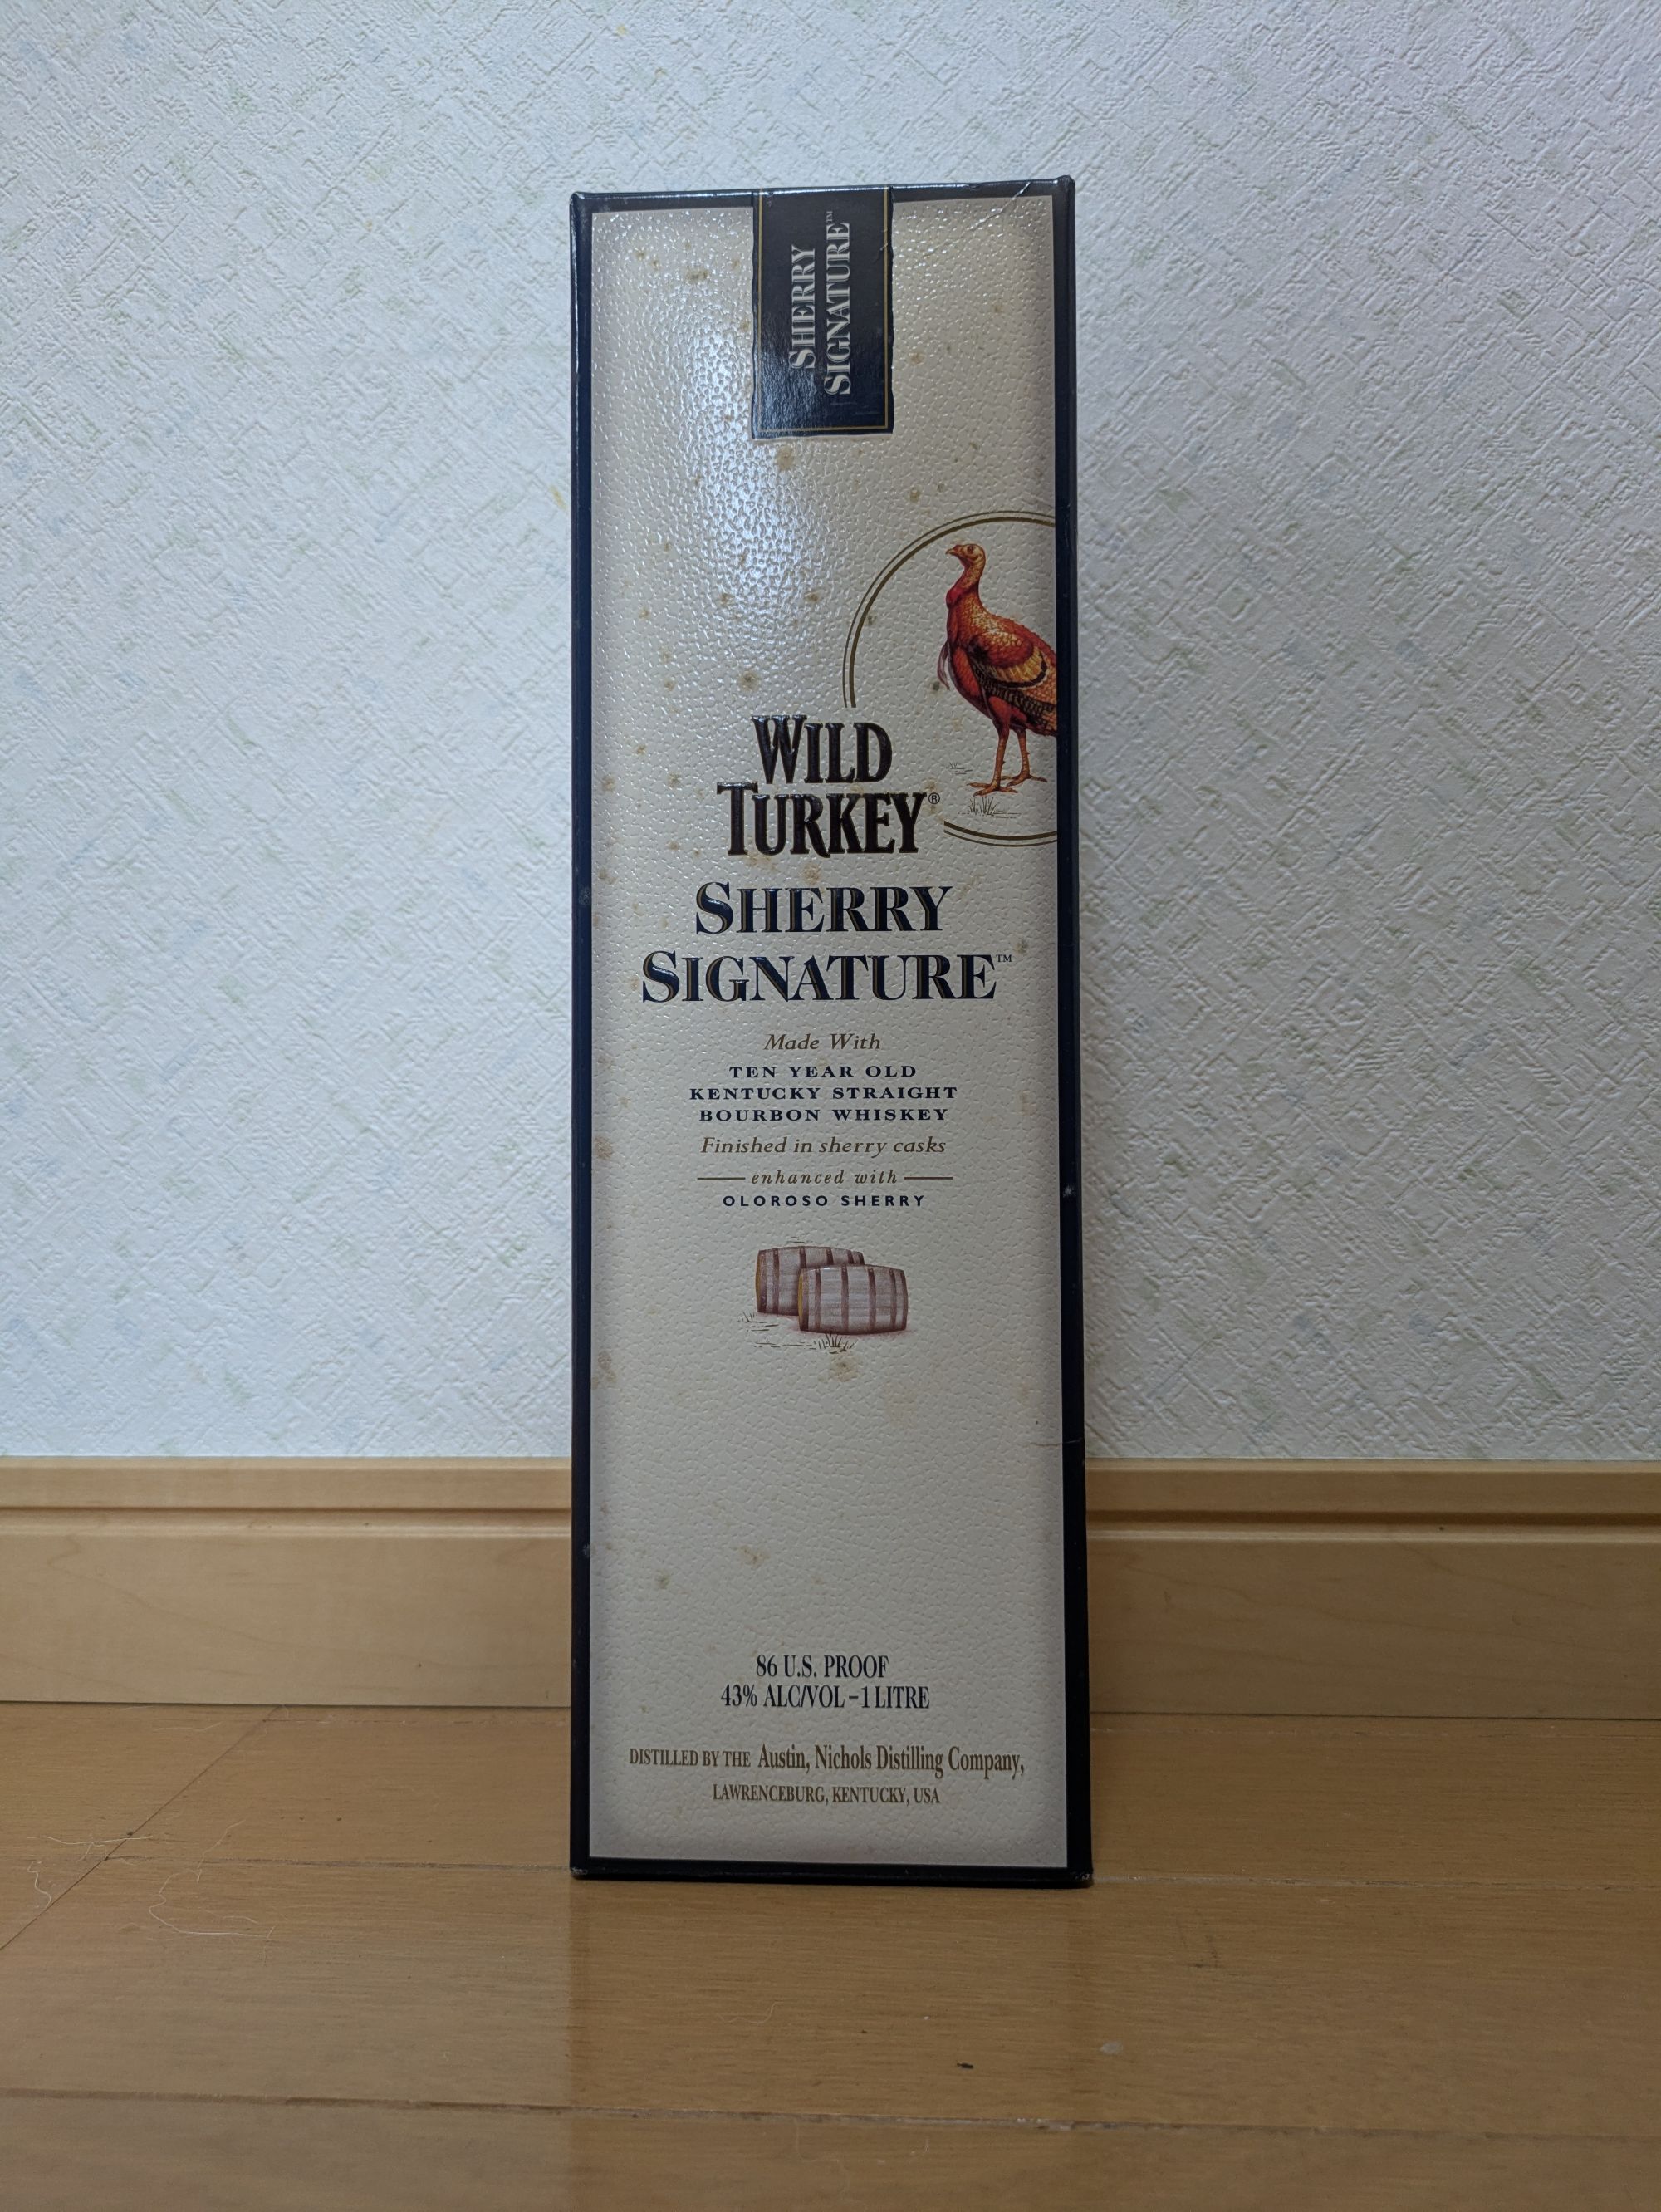 SHERRY
SIGNATURE™
WILD
TURKEY®
SHERRY
SIGNATURE™
Made With
TEN YEAR OLD
KENTUCKY STRAIGHT
BOURBON WHISKEY
Finished in sherry casks
enhanced with
OLOROSO SHERRY
86 U.S. PROOF
43% ALC/VOL – 1 LITRE
DISTILLED BY THE Austin, Nichols Distilling Company,
LAWRENCEBURG, KENTUCKY, USA